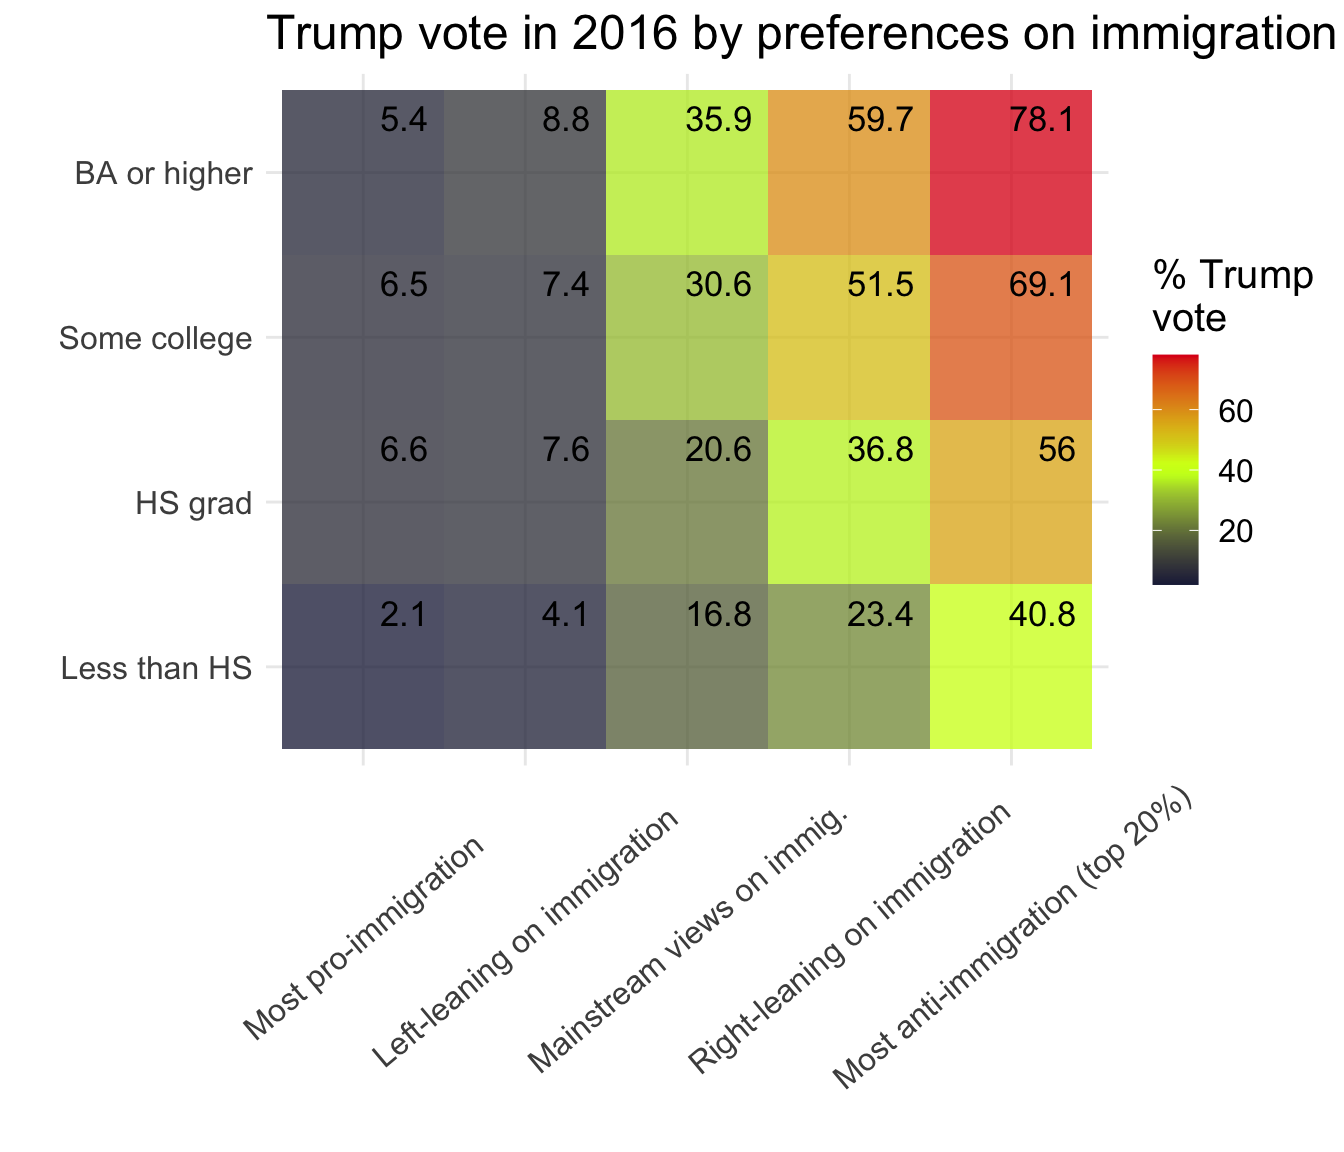 Trump vote in 2016 by preferences on immigration
BA or higher 5.4 8.8 35.9 59.7 78.1
Some college 6.5 7.4 30.6 51.5 69.1
HS grad 6.6 7.6 20.6 36.8 56
Less than HS 2.1 4.1 16.8 23.4 40.8
Most pro-immigration
Left-leaning on immigration
Mainstream views on immig.
Right-leaning on immigration
Most anti-immigration (top 20%)
% Trump
vote
60
40
20